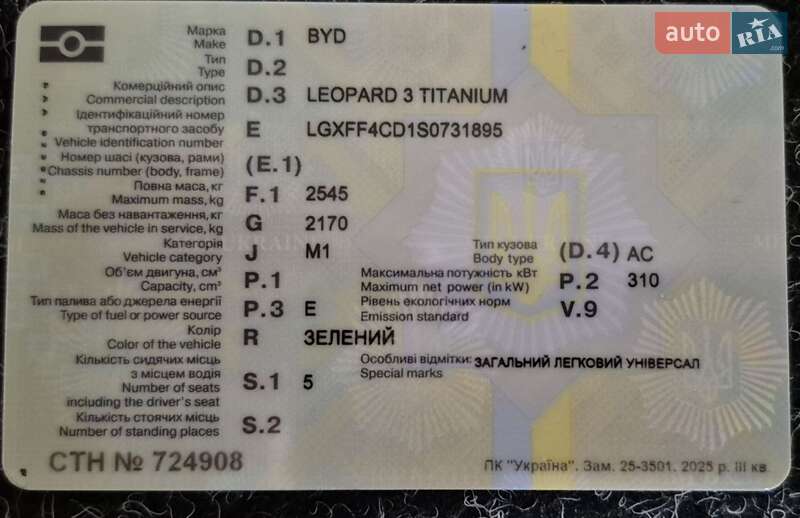 auto RIA.com
Марка
Make D.1 BYD
Тип
Type D.2
Комерційний опис
Commercial description D.3 LEOPARD 3 TITANIUM
Ідентифікаційний номер
транспортного засобу
Vehicle identification number E LGXFF4CD1S0731895
Номер шасі (кузова, рами)
Chassis number (body, frame) (E.1)
Повна маса, кг
Maximum mass, kg F.1 2545
Маса без навантаження, кг
Mass of the vehicle in service, kg G 2170
Категорія
Vehicle category J M1
Тип кузова
Body type (D.4) AC
Об'єм двигуна, см³
Capacity, cm³ P.1
Максимальна потужність кВт
Maximum net power (in kW) P.2 310
Тип палива або джерела енергії
Type of fuel or power source P.3 E
Рівень екологічних норм
Emission standard V.9
Колір
Color of the vehicle R ЗЕЛЕНИЙ
Кількість сидячих місць
з місцем водія
Number of seats
including the driver's seat S.1 5
Особливі відмітки: ЗАГАЛЬНИЙ ЛЕГКОВИЙ УНІВЕРСАЛ
Special marks
Кількість стоячих місць
Number of standing places S.2
СТН № 724908
ПК "Україна". Зам. 25-3501. 2025 р. III кв.